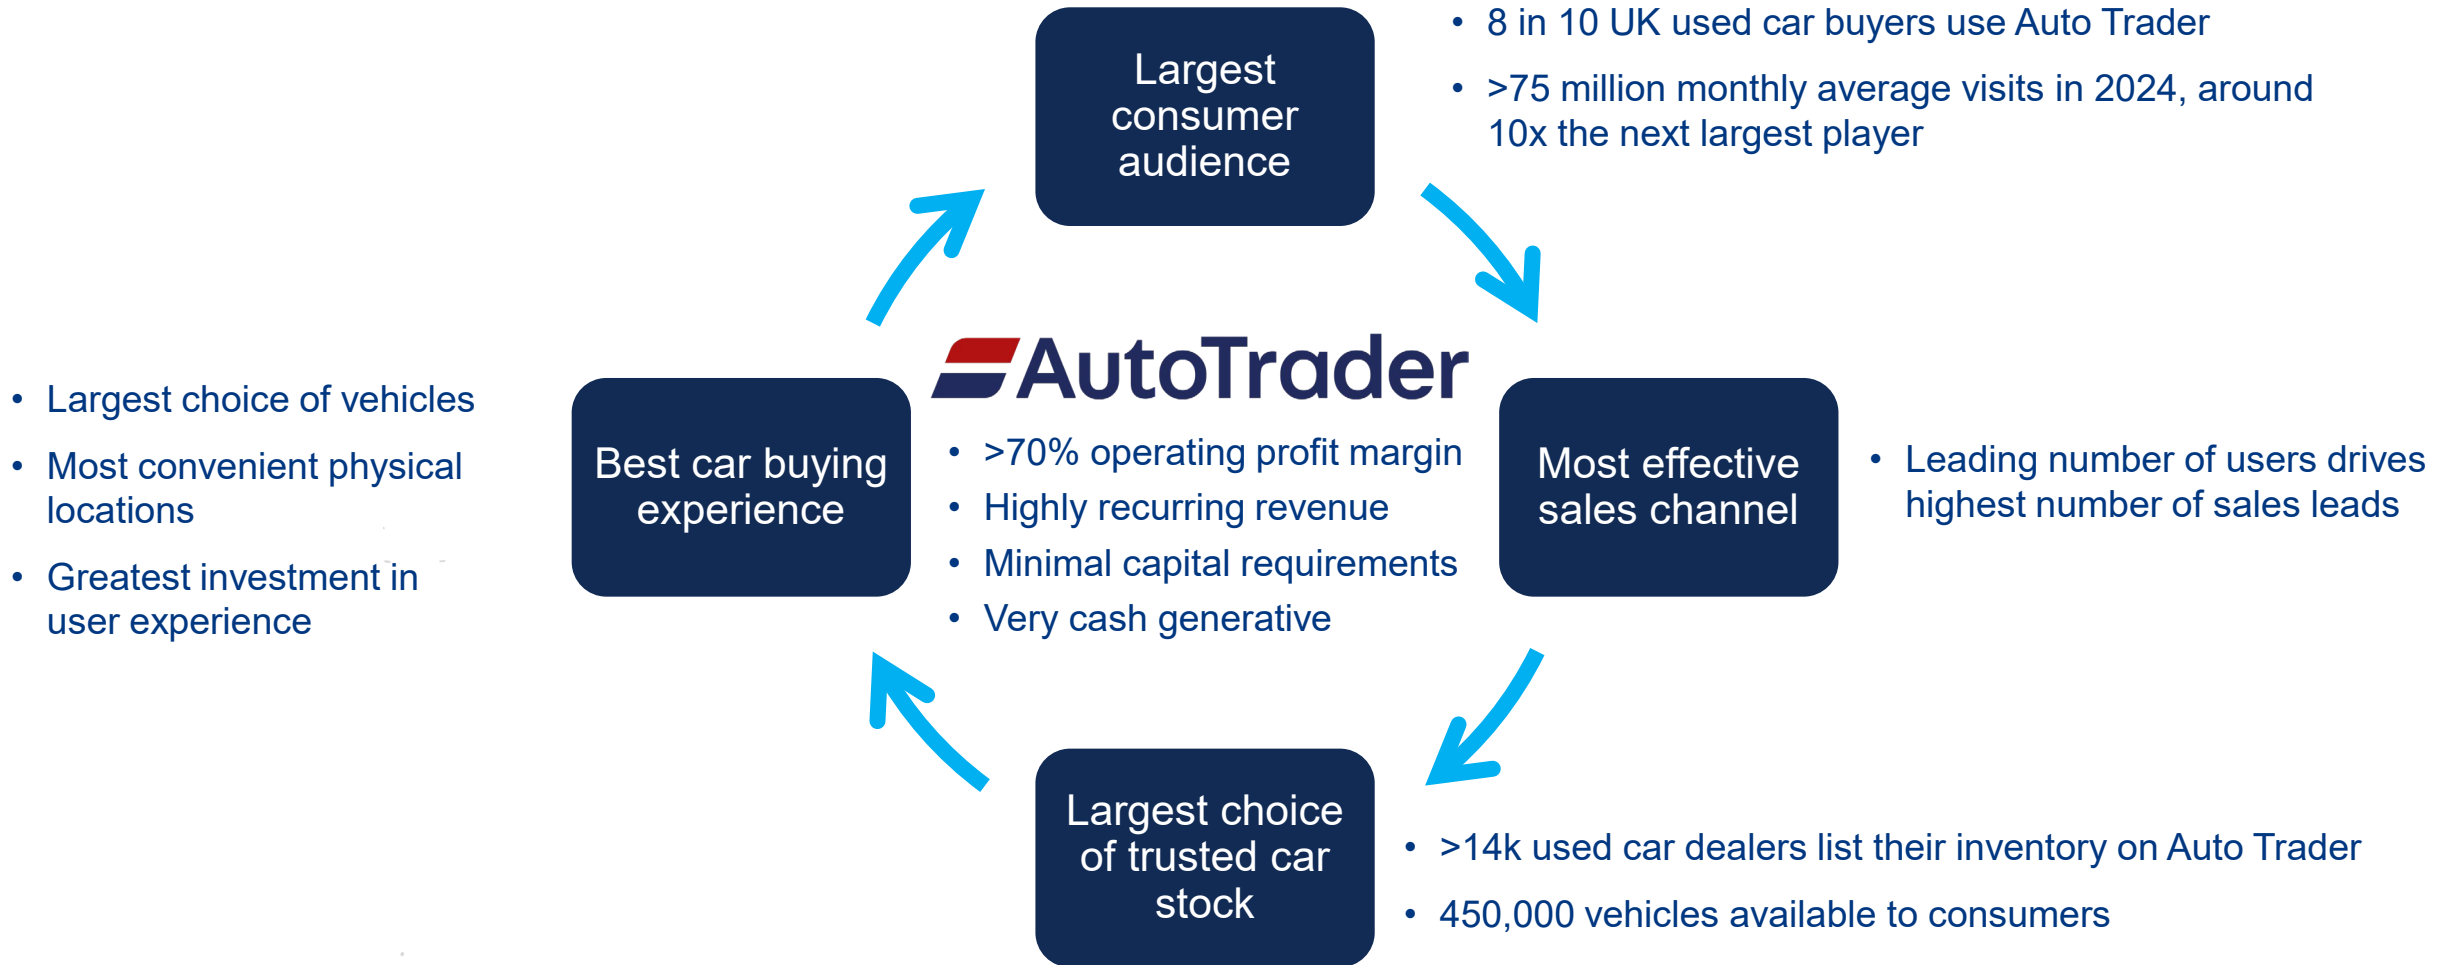 Largest
consumer
audience
• 8 in 10 UK used car buyers use Auto Trader
• >75 million monthly average visits in 2024, around
10x the next largest player
• Largest choice of vehicles
• Most convenient physical
locations
• Greatest investment in
user experience
Best car buying
experience
AutoTrader
• >70% operating profit margin
• Highly recurring revenue
• Minimal capital requirements
• Very cash generative
Most effective
sales channel
• Leading number of users drives
highest number of sales leads
Largest choice
of trusted car
stock
• >14k used car dealers list their inventory on Auto Trader
• 450,000 vehicles available to consumers